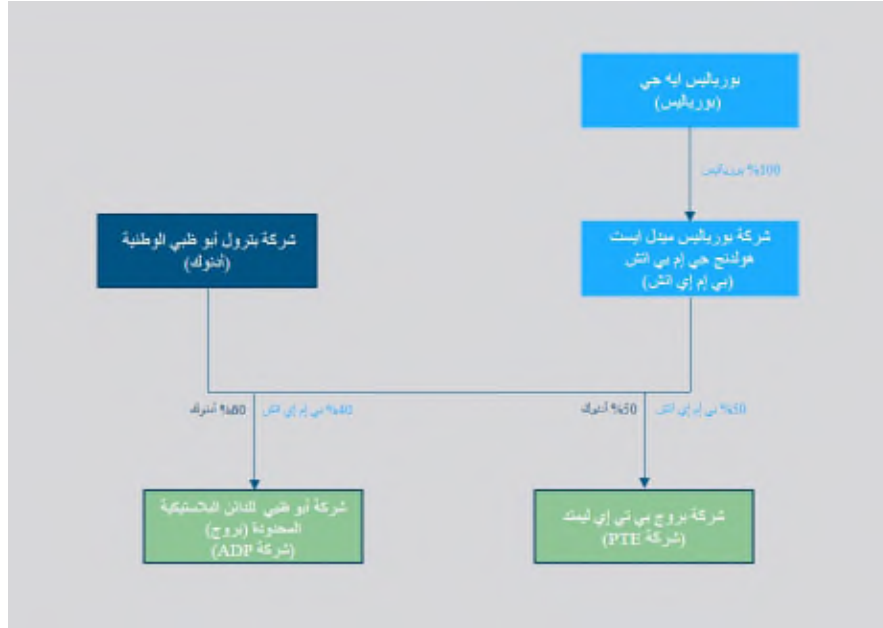 بورياليس ايه جي
(بورياليس)
%100 بورياليس
شركة بترول أبو ظبي الوطنية
(أدنوك)
شركة بورياليس ميدل ايست
هولدنج جي إم بي اتش
(بي إم إي اتش)
%60 أدنوك
%40 بي إم إي اتش
%50 أدنوك
%50 بي إم إي اتش
شركة أبو ظبي للدائن البلاستيكية
المحدودة (بروج)
(شركة ADP)
شركة بروج بي تي إي ليمتد
(شركة PTE)